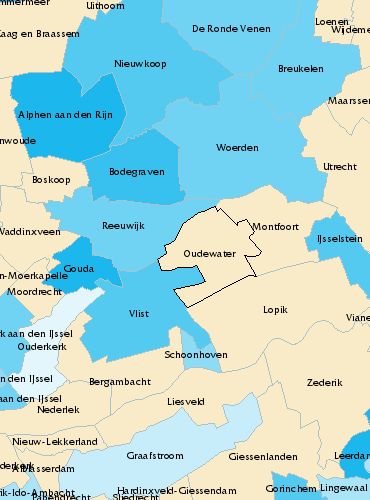 mmermeer
Uithoorn
Loenen
De Ronde Venen
Wijdeme
Kaag en Braassem
Nieuwkoop
Breukelen
Maarssen
Alphen aan den Rijn
nwoude
Woerden
Utrecht
Bodegraven
Boskoop
Reeuwijk
Montfoort
Waddinxveen
IJsselstein
Oudewater
Gouda
n-Moerkapelle
Moordrecht
Vlist
Lopik
Viane
k aan den IJssel
Ouderkerk
Schoonhoven
den IJssel
Bergambacht
Zederik
aan den IJssel
Nederlek
Liesveld
Nieuw-Lekkerland
Graafstroom
Giessenlanden
Leerdam
derkerk
Alblasserdam
rik-Ido-Ambacht
Papendrecht
Sliedrecht
Hardinxveld-Giessendam
Gorinchem
Lingewaal